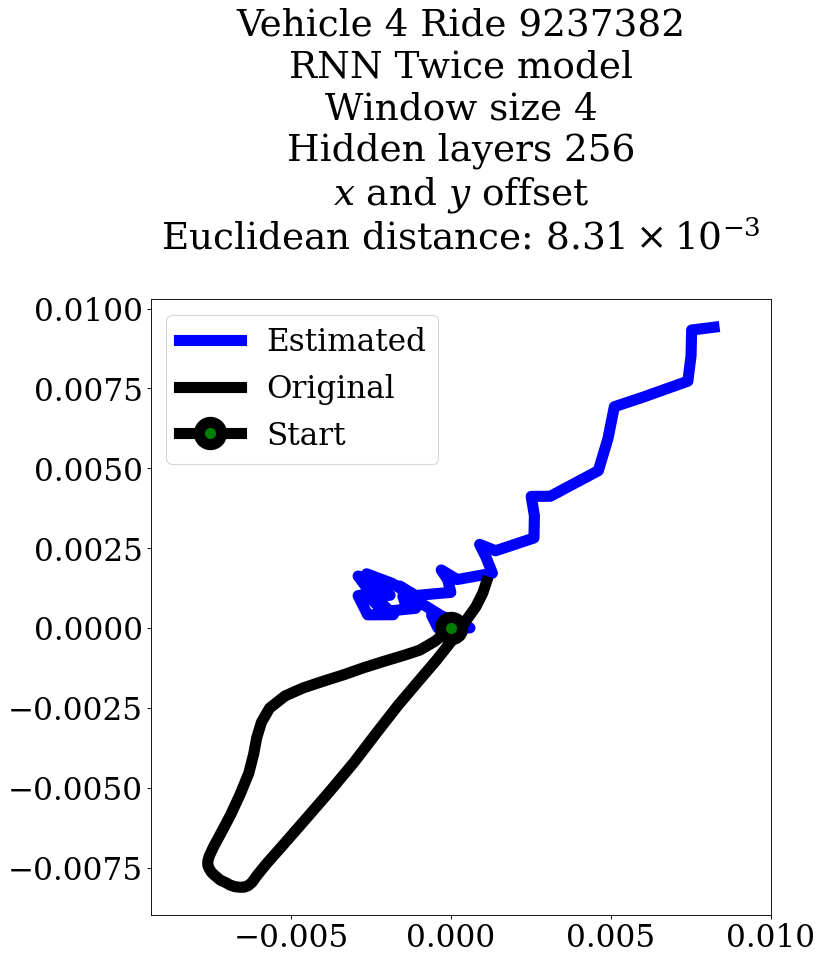 Vehicle 4 Ride 9237382
RNN Twice model
Window size 4
Hidden layers 256
x and y offset
Euclidean distance: 8.31 × 10⁻³
Estimated
Original
Start
0.0100
0.0075
0.0050
0.0025
0.0000
−0.0025
−0.0050
−0.0075
−0.005 0.000 0.005 0.010